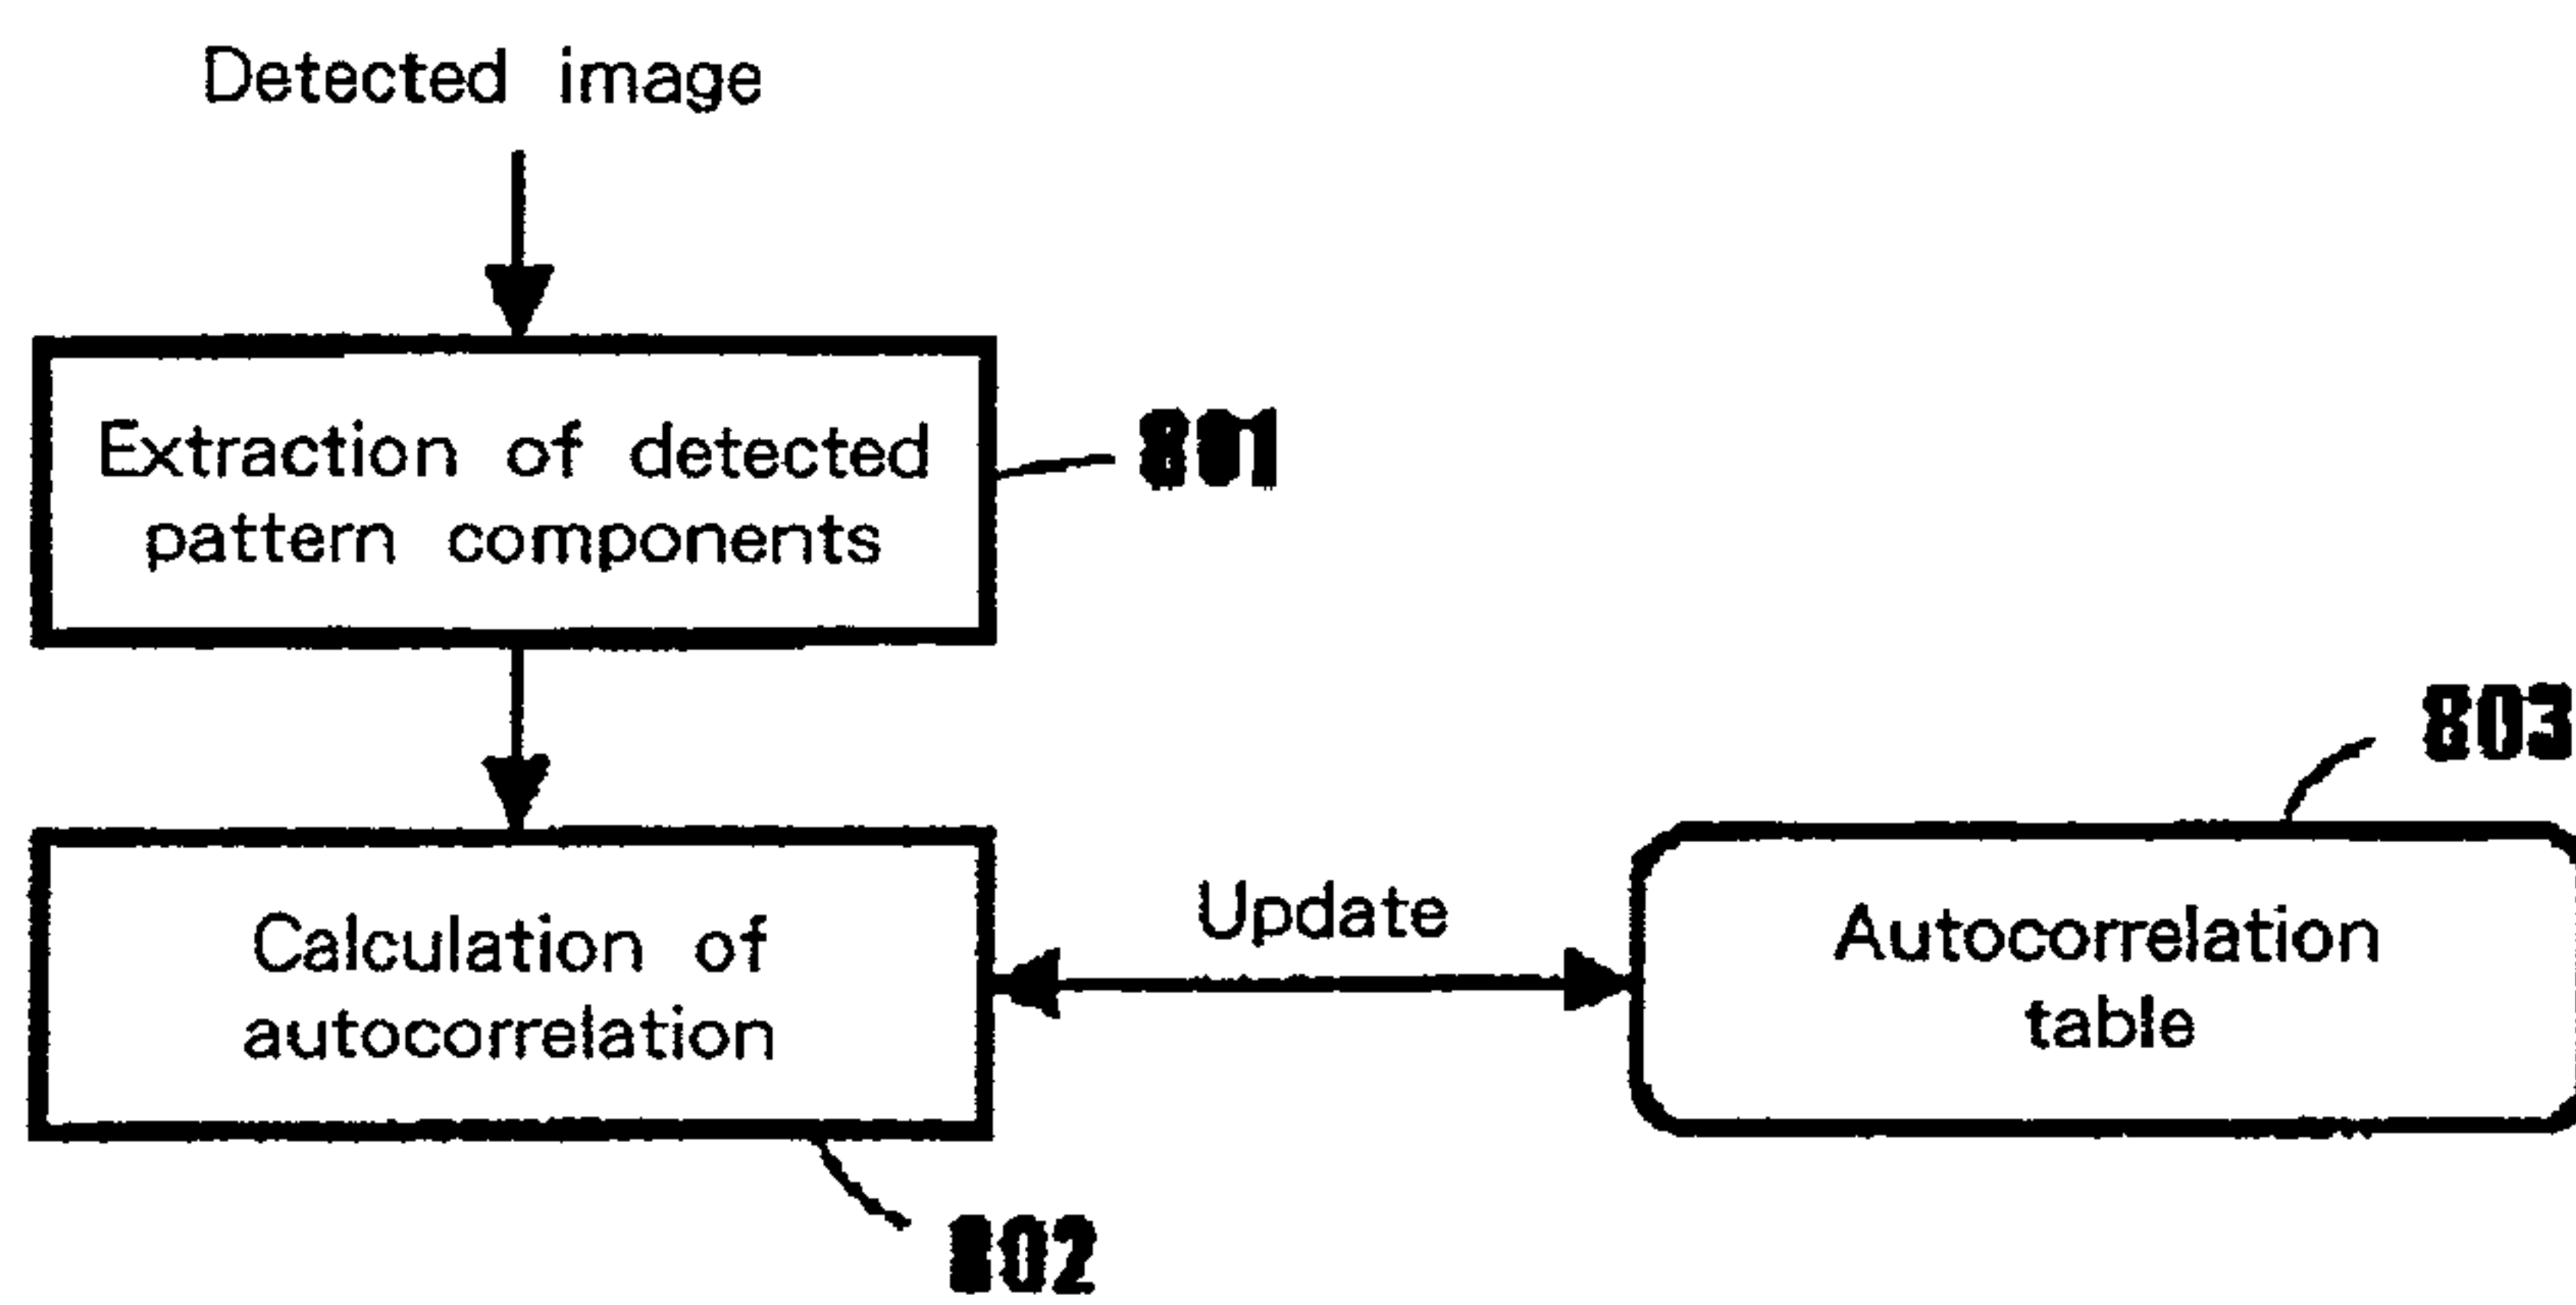 Detected image
Extraction of detected
pattern components
801
803
Calculation of
autocorrelation
Update
Autocorrelation
table
802